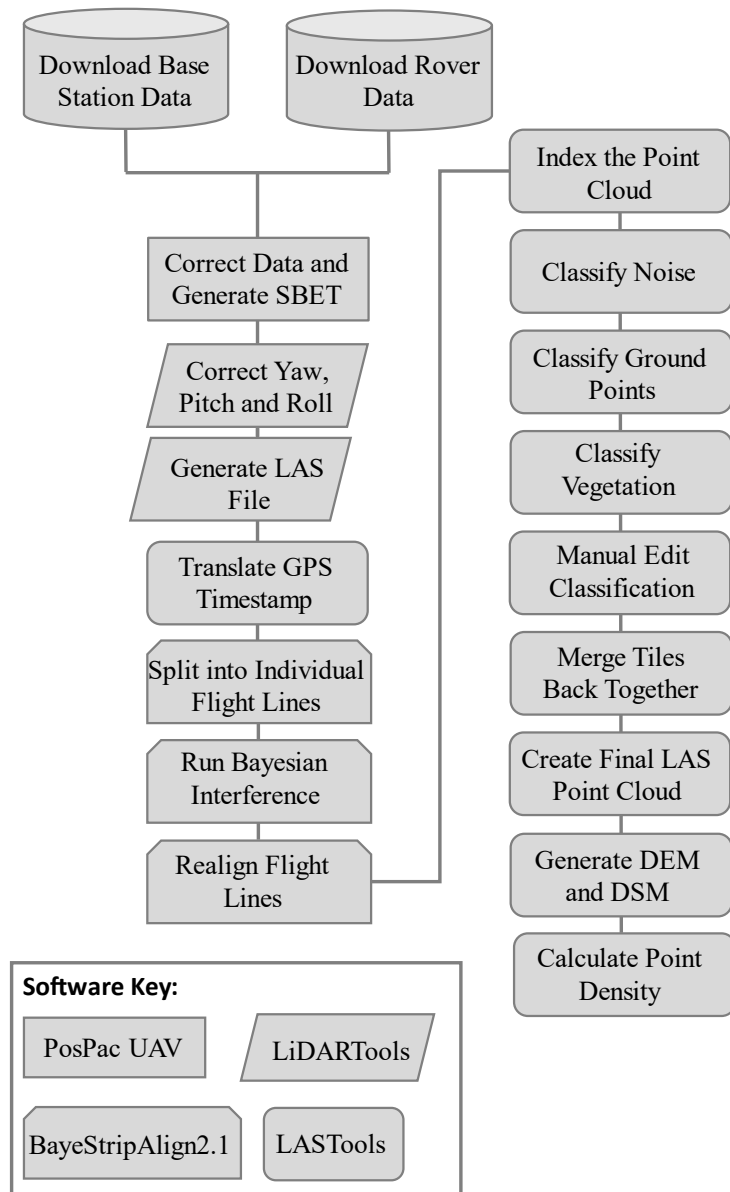 Download Base
Station Data
Download Rover
Data
Correct Data and
Generate SBET
Correct Yaw,
Pitch and Roll
Generate LAS
File
Translate GPS
Timestamp
Split into Individual
Flight Lines
Run Bayesian
Interference
Realign Flight
Lines
Index the Point
Cloud
Classify Noise
Classify Ground
Points
Classify
Vegetation
Manual Edit
Classification
Merge Tiles
Back Together
Create Final LAS
Point Cloud
Generate DEM
and DSM
Calculate Point
Density
Software Key:
PosPac UAV
LiDARTools
BayeStripAlign2.1
LASTools